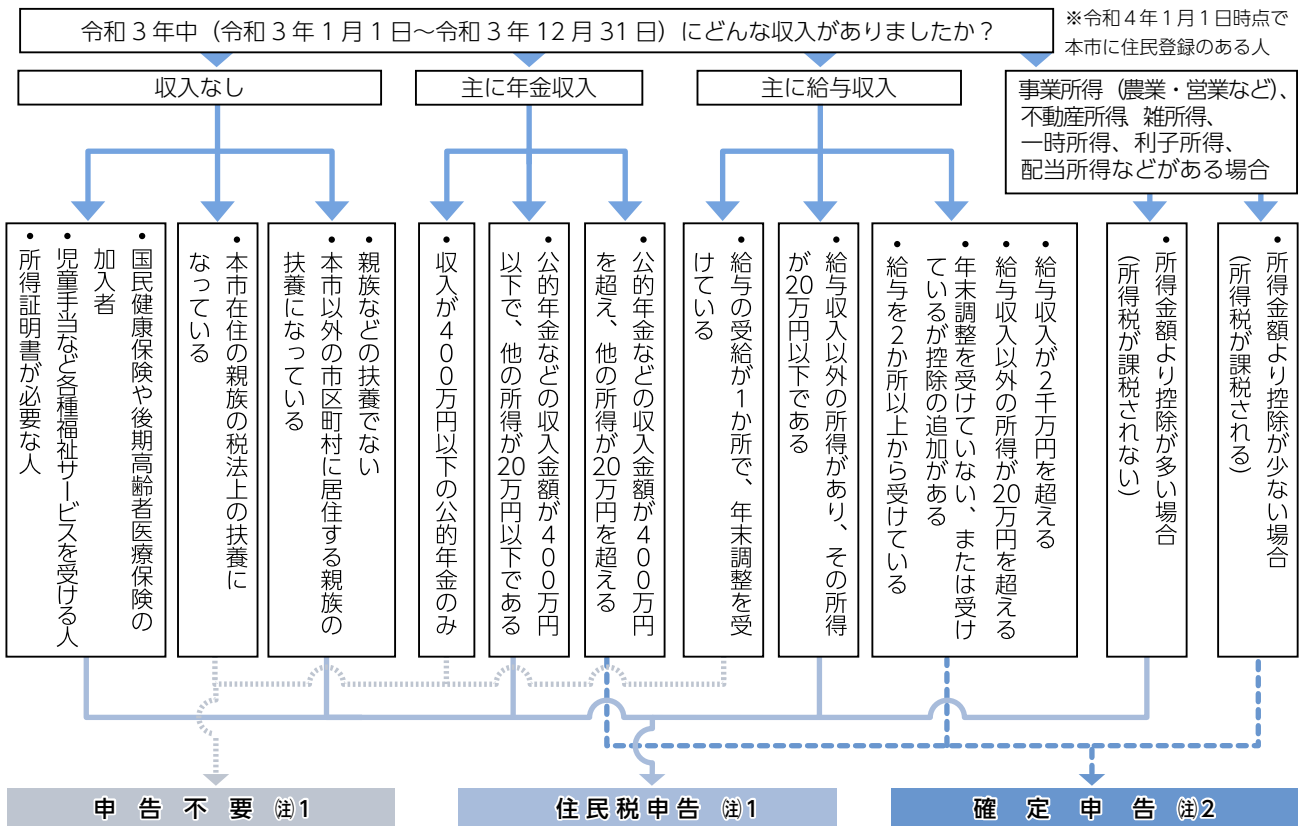 令和３年中（令和３年１月１日～令和３年12月31日）にどんな収入がありましたか？
※令和４年１月１日時点で
本市に住民登録のある人
収入なし
主に年金収入
主に給与収入
事業所得（農業・営業など）、
不動産所得、雑所得、
一時所得、利子所得、
配当所得などがある場合
・国民健康保険や後期高齢者医療保険の
加入者
・児童手当など各種福祉サービスを受ける人
・所得証明書が必要な人
・本市在住の親族の税法上の扶養に
なっている
・親族などの扶養でない
・本市以外の市区町村に居住する親族の
扶養になっている
・収入が４００万円以下の公的年金のみ
・公的年金などの収入金額が４００万円
以下で、他の所得が20万円以下である
・公的年金などの収入金額が４００万円
を超え、他の所得が20万円を超える
・給与の受給が１か所で、年末調整を受
けている
・給与収入以外の所得があり、その所得
が20万円以下である
・給与収入が２千万円を超える
・給与収入以外の所得が20万円を超える
・年末調整を受けていない、または受け
ているが控除の追加がある
・給与を２か所以上から受けている
・所得金額より控除が多い場合
（所得税が課税されない）
・所得金額より控除が少ない場合
（所得税が課税される）
申告不要 ㊟1
住民税申告 ㊟1
確定申告 ㊟2